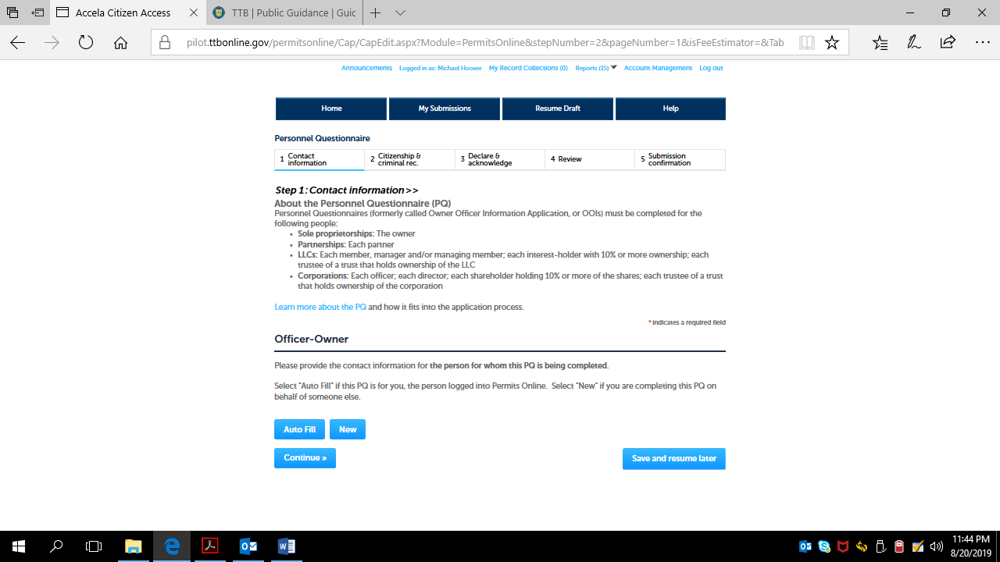 Accela Citizen Access
TTB | Public Guidance | Guic
pilot.ttbonline.gov/permitsonline/Cap/CapEdit.aspx?Module=PermitsOnline&stepNumber=2&pageNumber=1&isFeeEstimator=&Tab
Announcements Logged in as: Michael Hoover My Record Collections (0) Reports (15) Account Management Log out
Home My Submissions Resume Draft Help
Personnel Questionnaire
1 Contact information
2 Citizenship & criminal rec.
3 Declare & acknowledge
4 Review
5 Submission confirmation
Step 1: Contact information>>
About the Personnel Questionnaire (PQ)
Personnel Questionnaires (formerly called Owner Officer Information Application, or OOIs) must be completed for the
following people:
• Sole proprietorships: The owner
• Partnerships: Each partner
• LLCs: Each member, manager and/or managing member; each interest-holder with 10% or more ownership; each
trustee of a trust that holds ownership of the LLC
• Corporations: Each officer; each director; each shareholder holding 10% or more of the shares; each trustee of a trust
that holds ownership of the corporation
Learn more about the PQ and how it fits into the application process.
* indicates a required field
Officer-Owner
Please provide the contact information for the person for whom this PQ is being completed.
Select "Auto Fill" if this PQ is for you, the person logged into Permits Online. Select "New" if you are completing this PQ on
behalf of someone else.
Auto Fill New
Continue » Save and resume later
11:44 PM
8/20/2019